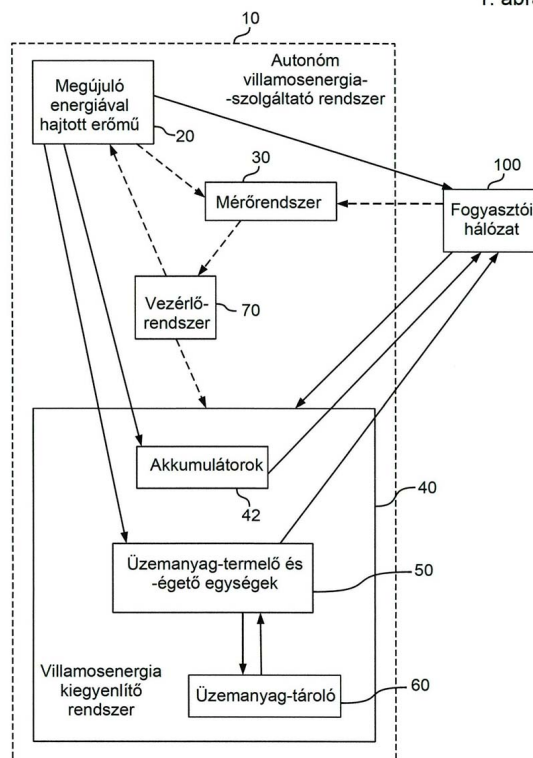 1. ábra
10
Autonóm
villamosenergia-
-szolgáltató rendszer
Megújuló
energiával
hajtott erőmű
20
30
Mérőrendszer
100
Fogyasztói
hálózat
Vezérlő-
rendszer
70
Akkumulátorok
42
40
Üzemanyag-termelő és
-égető egységek
50
Villamosenergia
kiegyenlítő
rendszer
Üzemanyag-tároló
60